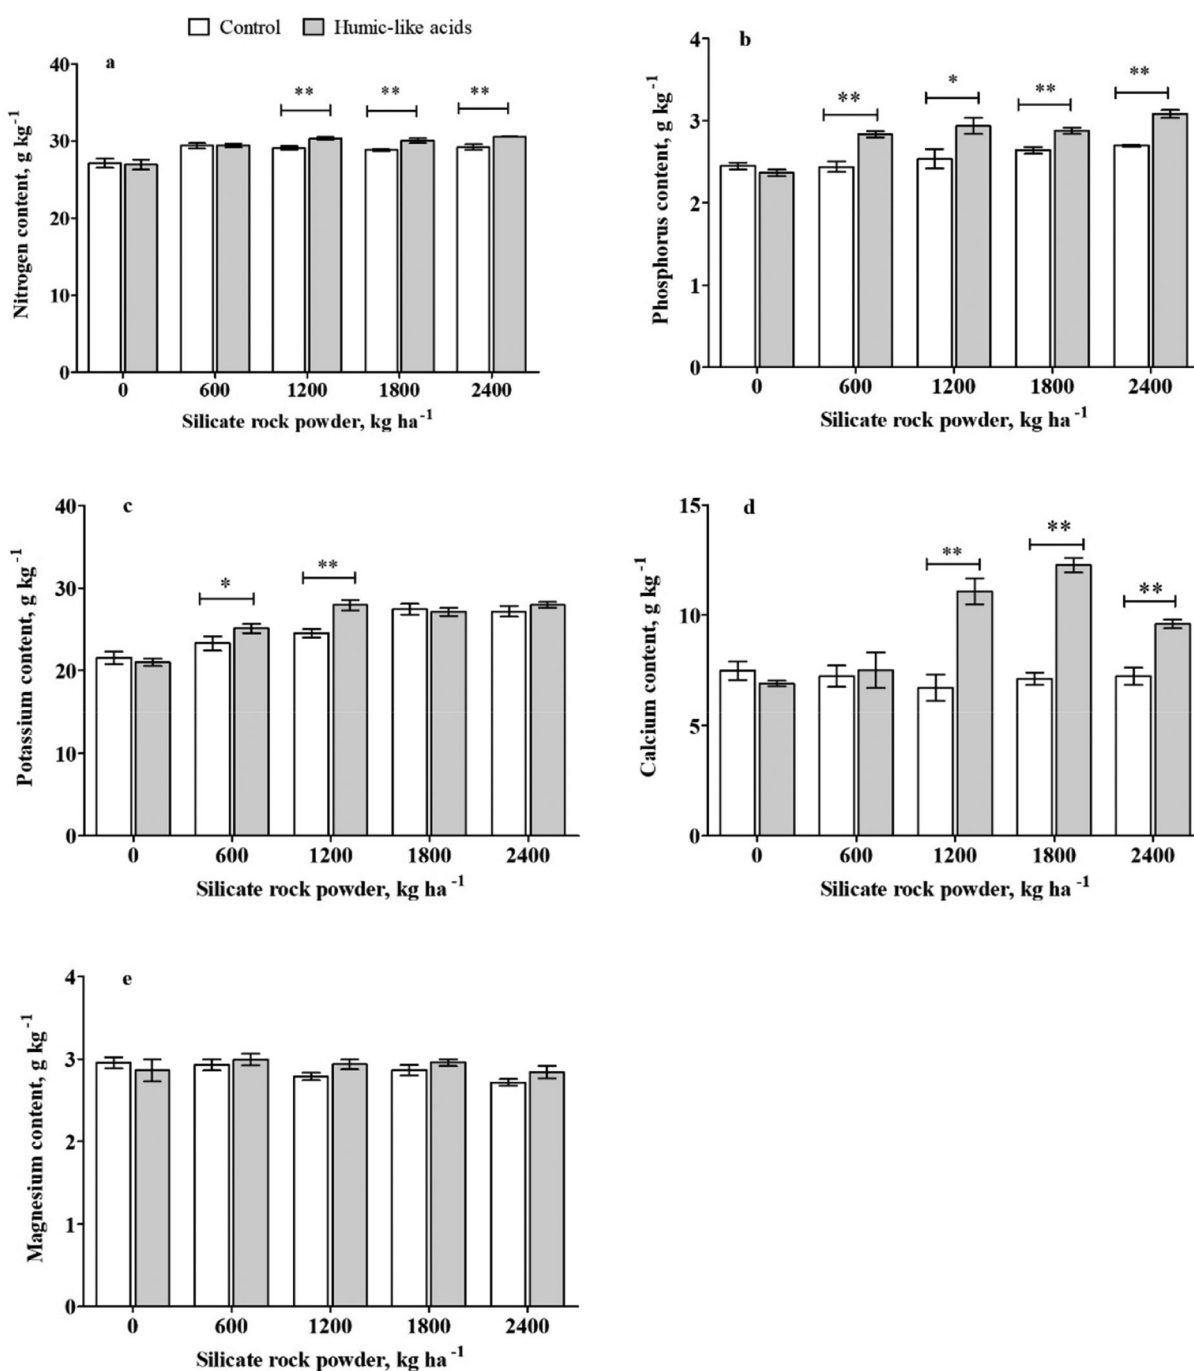 Control Humic-like acids
a
Nitrogen content, g kg-1
40
30
20
10
0
** ** **
0 600 1200 1800 2400
Silicate rock powder, kg ha-1
b
Phosphorus content, g kg-1
4
3
2
1
0
** * ** **
0 600 1200 1800 2400
Silicate rock powder, kg ha-1
c
Potassium content, g kg-1
40
30
20
10
0
* **
0 600 1200 1800 2400
Silicate rock powder, kg ha-1
d
Calcium content, g kg-1
15
10
5
0
** ** **
0 600 1200 1800 2400
Silicate rock powder, kg ha-1
e
Magnesium content, g kg-1
4
3
2
1
0
0 600 1200 1800 2400
Silicate rock powder, kg ha-1